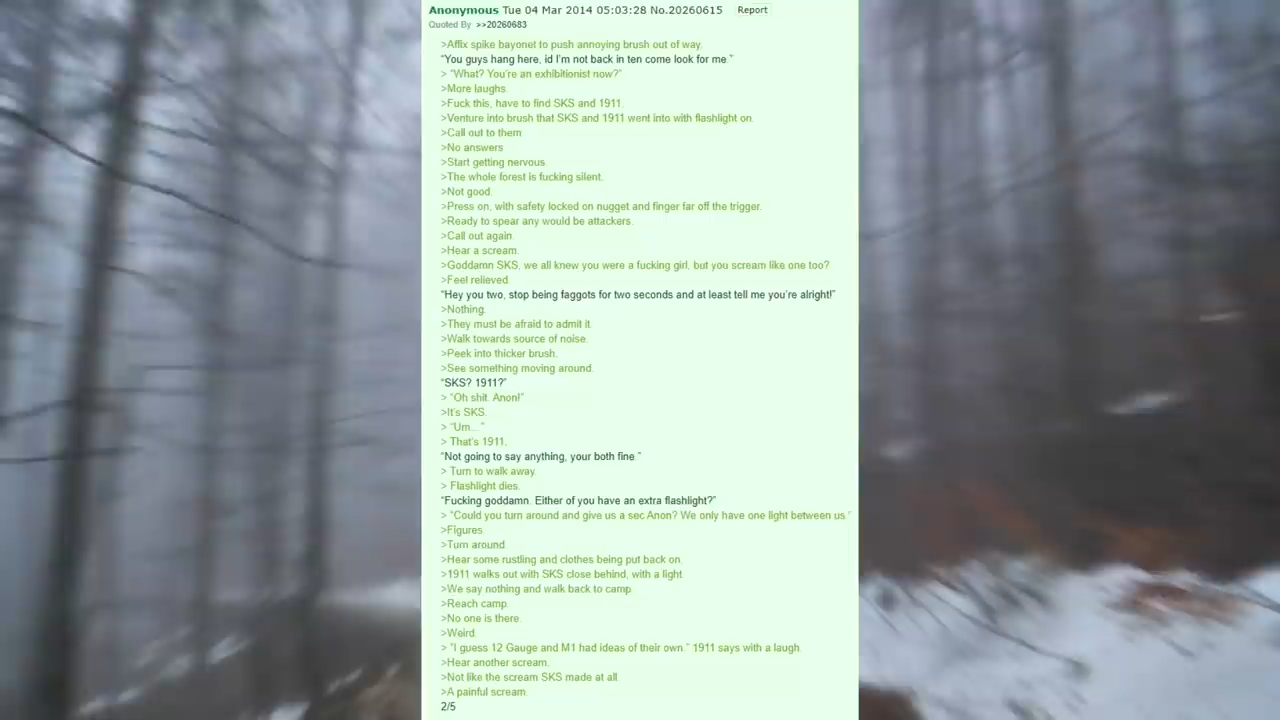 Anonymous Tue 04 Mar 2014 05:03:28 No.20260615 Report
Quoted By >>20260683
>Affix spike bayonet to push annoying brush out of way.
“You guys hang here, id I'm not back in ten come look for me.”
> “What? You're an exhibitionist now?”
>More laughs.
>Fuck this, have to find SKS and 1911.
>Venture into brush that SKS and 1911 went into with flashlight on.
>Call out to them.
>No answers
>Start getting nervous.
>The whole forest is fucking silent.
>Not good.
>Press on, with safety locked on nugget and finger far off the trigger.
>Ready to spear any would be attackers.
>Call out again.
>Hear a scream.
>Goddamn SKS, we all knew you were a fucking girl, but you scream like one too?
>Feel relieved.
“Hey you two, stop being faggots for two seconds and at least tell me you're alright!”
>Nothing.
>They must be afraid to admit it.
>Walk towards source of noise.
>Peek into thicker brush.
>See something moving around.
“SKS? 1911?”
> “Oh shit. Anon!”
>It's SKS.
> “Um...”
> That's 1911.
“Not going to say anything, your both fine.”
> Turn to walk away.
> Flashlight dies.
“Fucking goddamn. Either of you have an extra flashlight?”
> “Could you turn around and give us a sec Anon? We only have one light between us.”
>Figures.
>Turn around.
>Hear some rustling and clothes being put back on.
>1911 walks out with SKS close behind, with a light.
>We say nothing and walk back to camp.
>Reach camp.
>No one is there.
>Weird.
> “I guess 12 Gauge and M1 had ideas of their own.” 1911 says with a laugh.
>Hear another scream.
>Not like the scream SKS made at all.
>A painful scream.
2/5